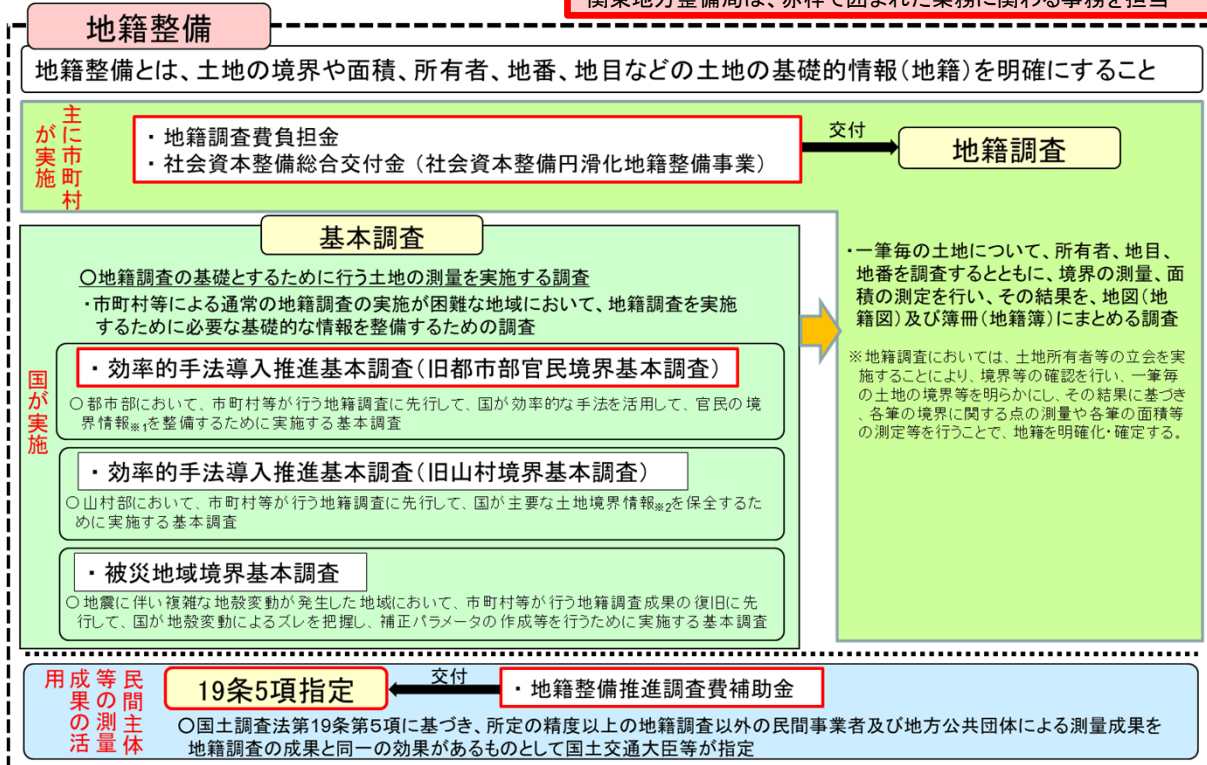 関東地方整備局は、赤枠で囲まれた業務に関わる事務を担当
地籍整備
地籍整備とは、土地の境界や面積、所有者、地番、地目などの土地の基礎的情報(地籍)を明確にすること
主に市町村が実施
・地籍調査費負担金
・社会資本整備総合交付金(社会資本整備円滑化地籍整備事業)
交付
地籍調査
・一筆毎の土地について、所有者、地目、
地番を調査するとともに、境界の測量、面
積の測定を行い、その結果を、地図(地
籍図)及び簿冊(地籍簿)にまとめる調査
※地籍調査においては、土地所有者等の立会を実
施することにより、境界等の確認を行い、一筆毎
の土地の境界等を明らかにし、その結果に基づき
各筆の境界に関する点の測量や各筆の面積等
の測定等を行うことで、地籍を明確化・確定する。
国が実施
基本調査
〇地籍調査の基礎とするために行う土地の測量を実施する調査
・市町村等による通常の地籍調査の実施が困難な地域において、地籍調査を実施
するために必要な基礎的な情報を整備するための調査
・効率的手法導入推進基本調査(旧都市部官民境界基本調査)
〇都市部において、市町村等が行う地籍調査に先行して、国が効率的な手法を活用して、官民の境
界情報※1を整備するために実施する基本調査
・効率的手法導入推進基本調査(旧山村境界基本調査)
〇山村部において、市町村等が行う地籍調査に先行して、国が主要な土地境界情報※2を保全するた
めに実施する基本調査
・被災地域境界基本調査
〇地震に伴い複雑な地殻変動が発生した地域において、市町村等が行う地籍調査成果の復旧に先
行して、国が地殻変動によるズレを把握し、補正パラメータの作成等を行うために実施する基本調査
民間主体等の測量成果の活用
19条5項指定
交付
・地籍整備推進調査費補助金
〇国土調査法第19条第5項に基づき、所定の精度以上の地籍調査以外の民間事業者及び地方公共団体による測量成果を
地籍調査の成果と同一の効果があるものとして国土交通大臣等が指定